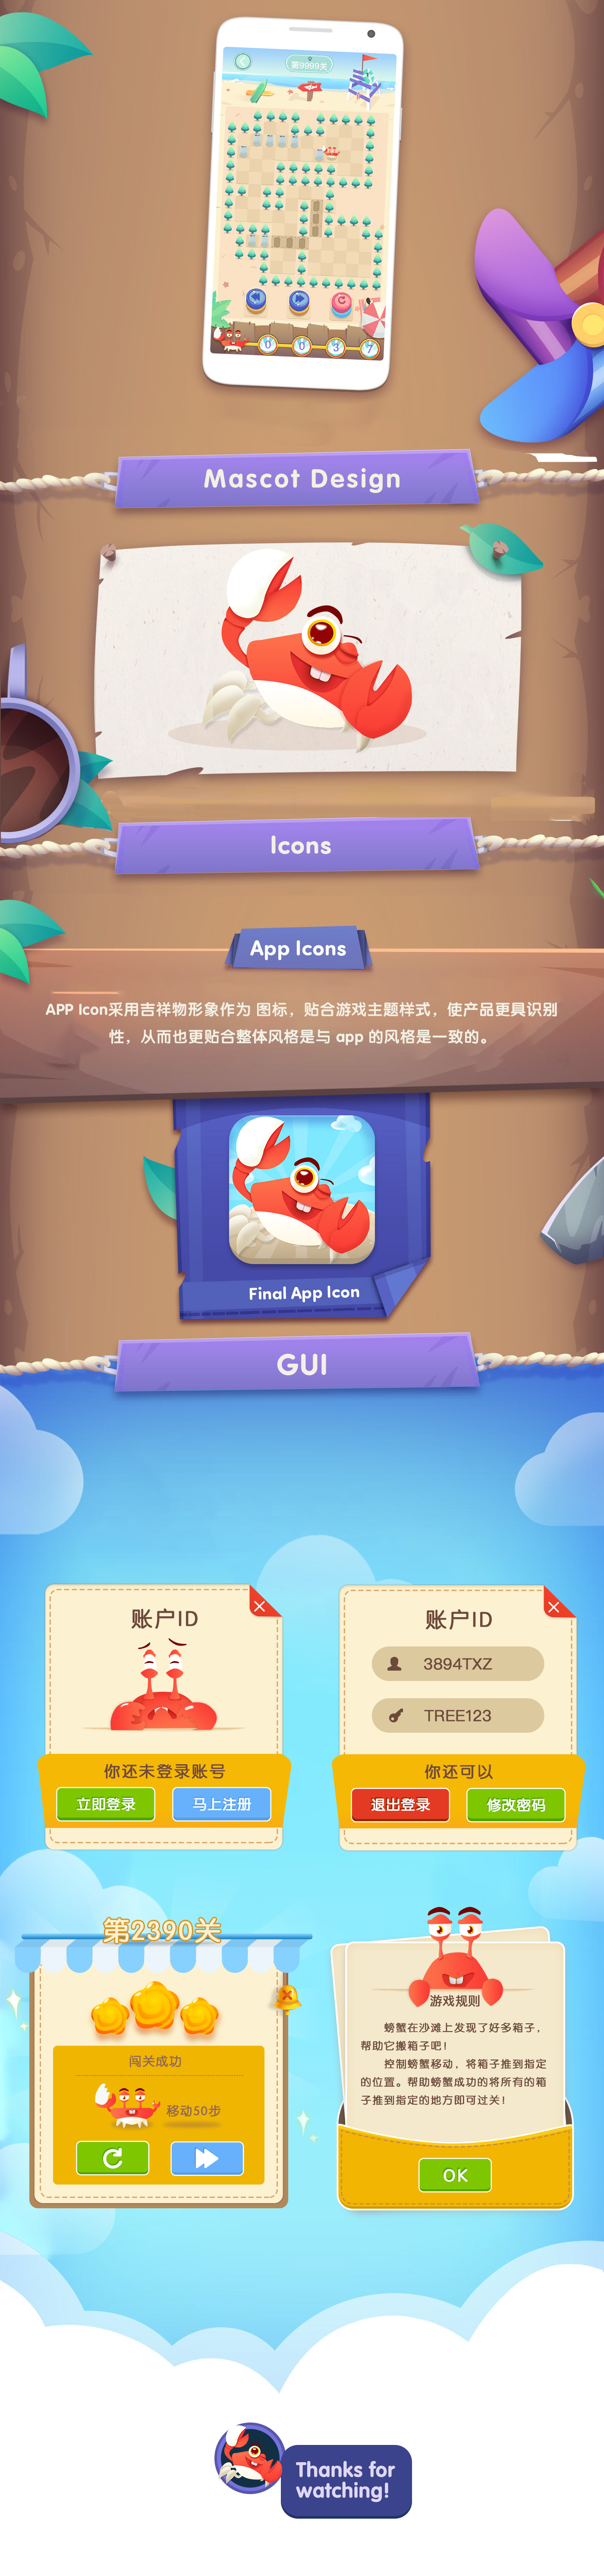 第9999关
0 0 3 7
Mascot Design
Icons
App Icons
APP Icon采用吉祥物形象作为 图标，贴合游戏主题样式，使产品更具识别
性，从而也更贴合整体风格是与 app 的风格是一致的。
Final App Icon
GUI
账户ID
你还未登录账号
立即登录 马上注册
账户ID
3894TXZ
TREE123
你还可以
退出登录 修改密码
第2390关
闯关成功
移动50步
游戏规则
螃蟹在沙滩上发现了好多箱子，
帮助它搬箱子吧！
控制螃蟹移动，将箱子推到指定
的位置。帮助螃蟹成功的将所有的箱
子推到指定的地方即可过关！
OK
Thanks for
watching!